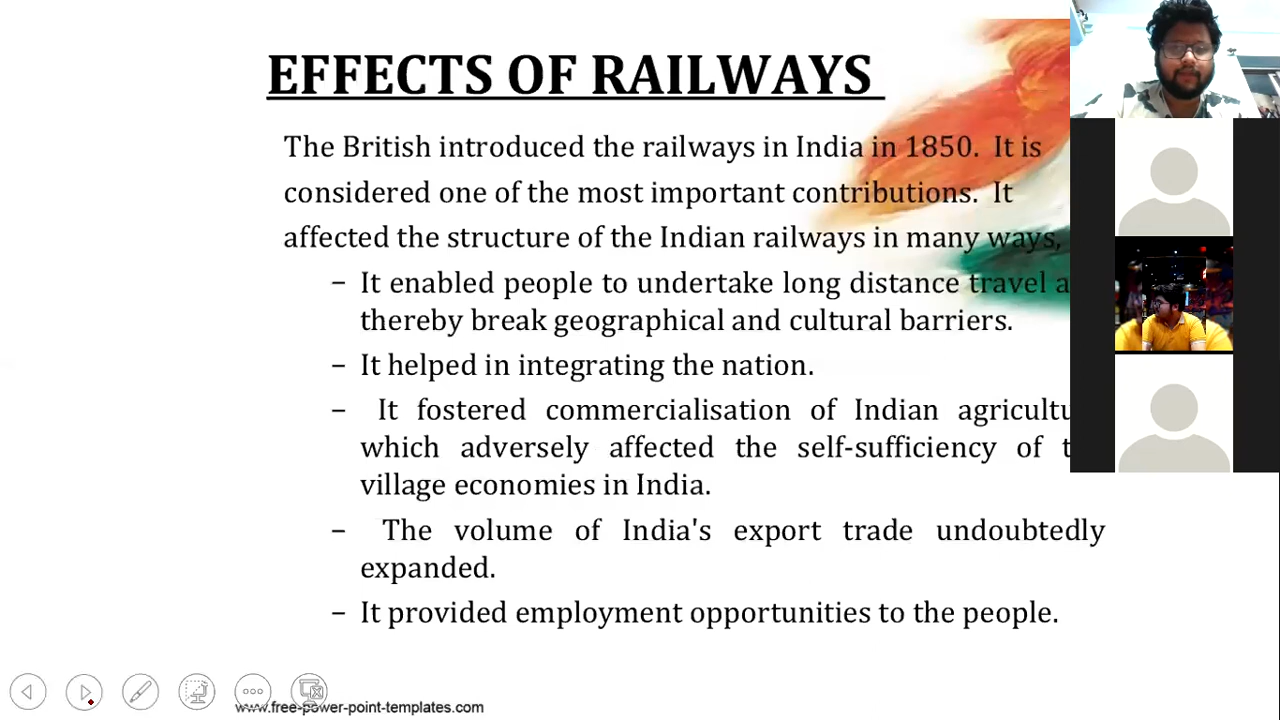 EFFECTS OF RAILWAYS
The British introduced the railways in India in 1850. It is
considered one of the most important contributions. It
affected the structure of the Indian railways in many ways,
− It enabled people to undertake long distance travel
thereby break geographical and cultural barriers.
− It helped in integrating the nation.
− It fostered commercialisation of Indian
which adversely affected the self-sufficiency of
village economies in India.
− The volume of India's export trade undoubtedly
expanded.
− It provided employment opportunities to the people.
www.free-power-point-templates.com